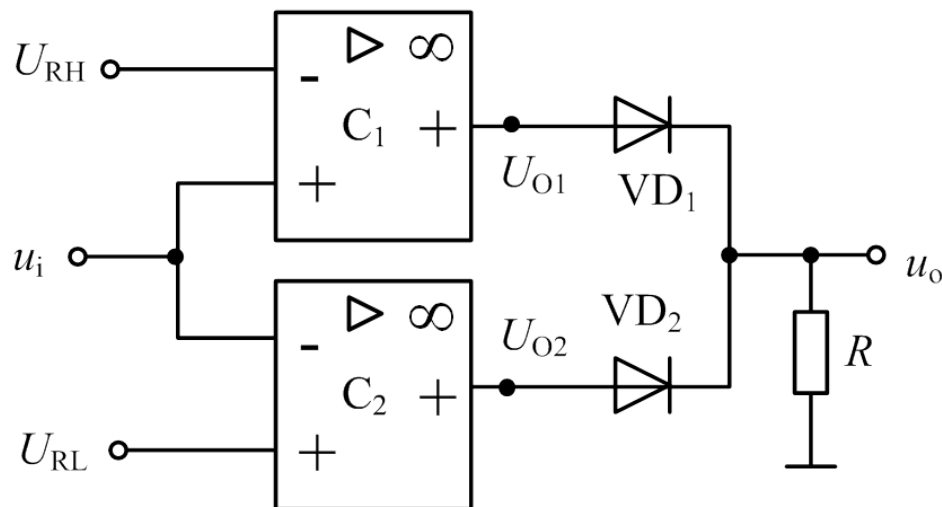 U_RH
- ▷ ∞
C₁ +
+
U_O1
VD₁
u_i
u_o
- ▷ ∞
C₂ +
+
U_O2
VD₂
R
U_RL